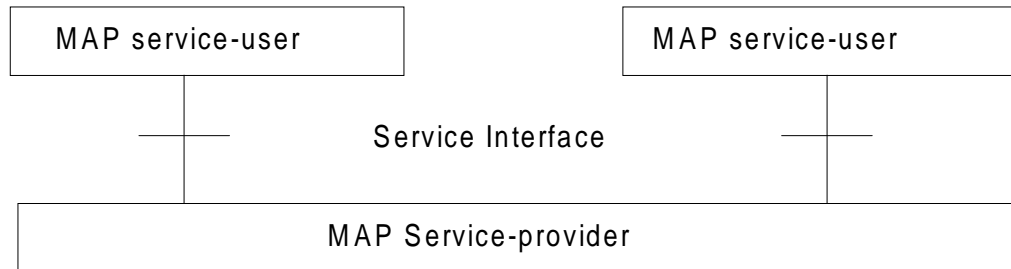 MAP service-user
MAP service-user
Service Interface
MAP Service-provider